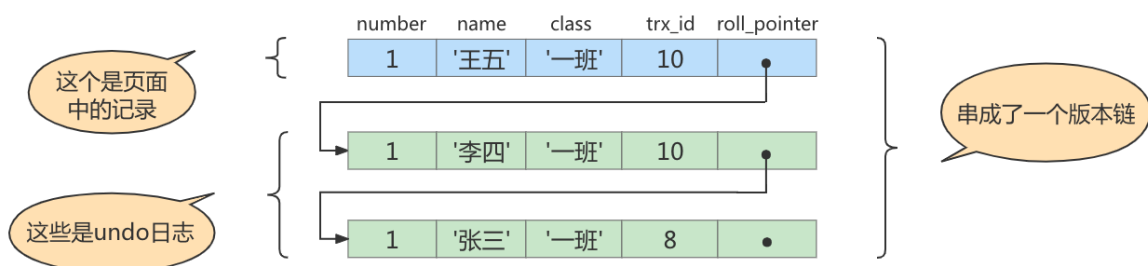 number name class trx_id roll_pointer
1 '王五' '一班' 10
这个是页面
中的记录
串成了一个版本链
1 '李四' '一班' 10
这些是undo日志
1 '张三' '一班' 8